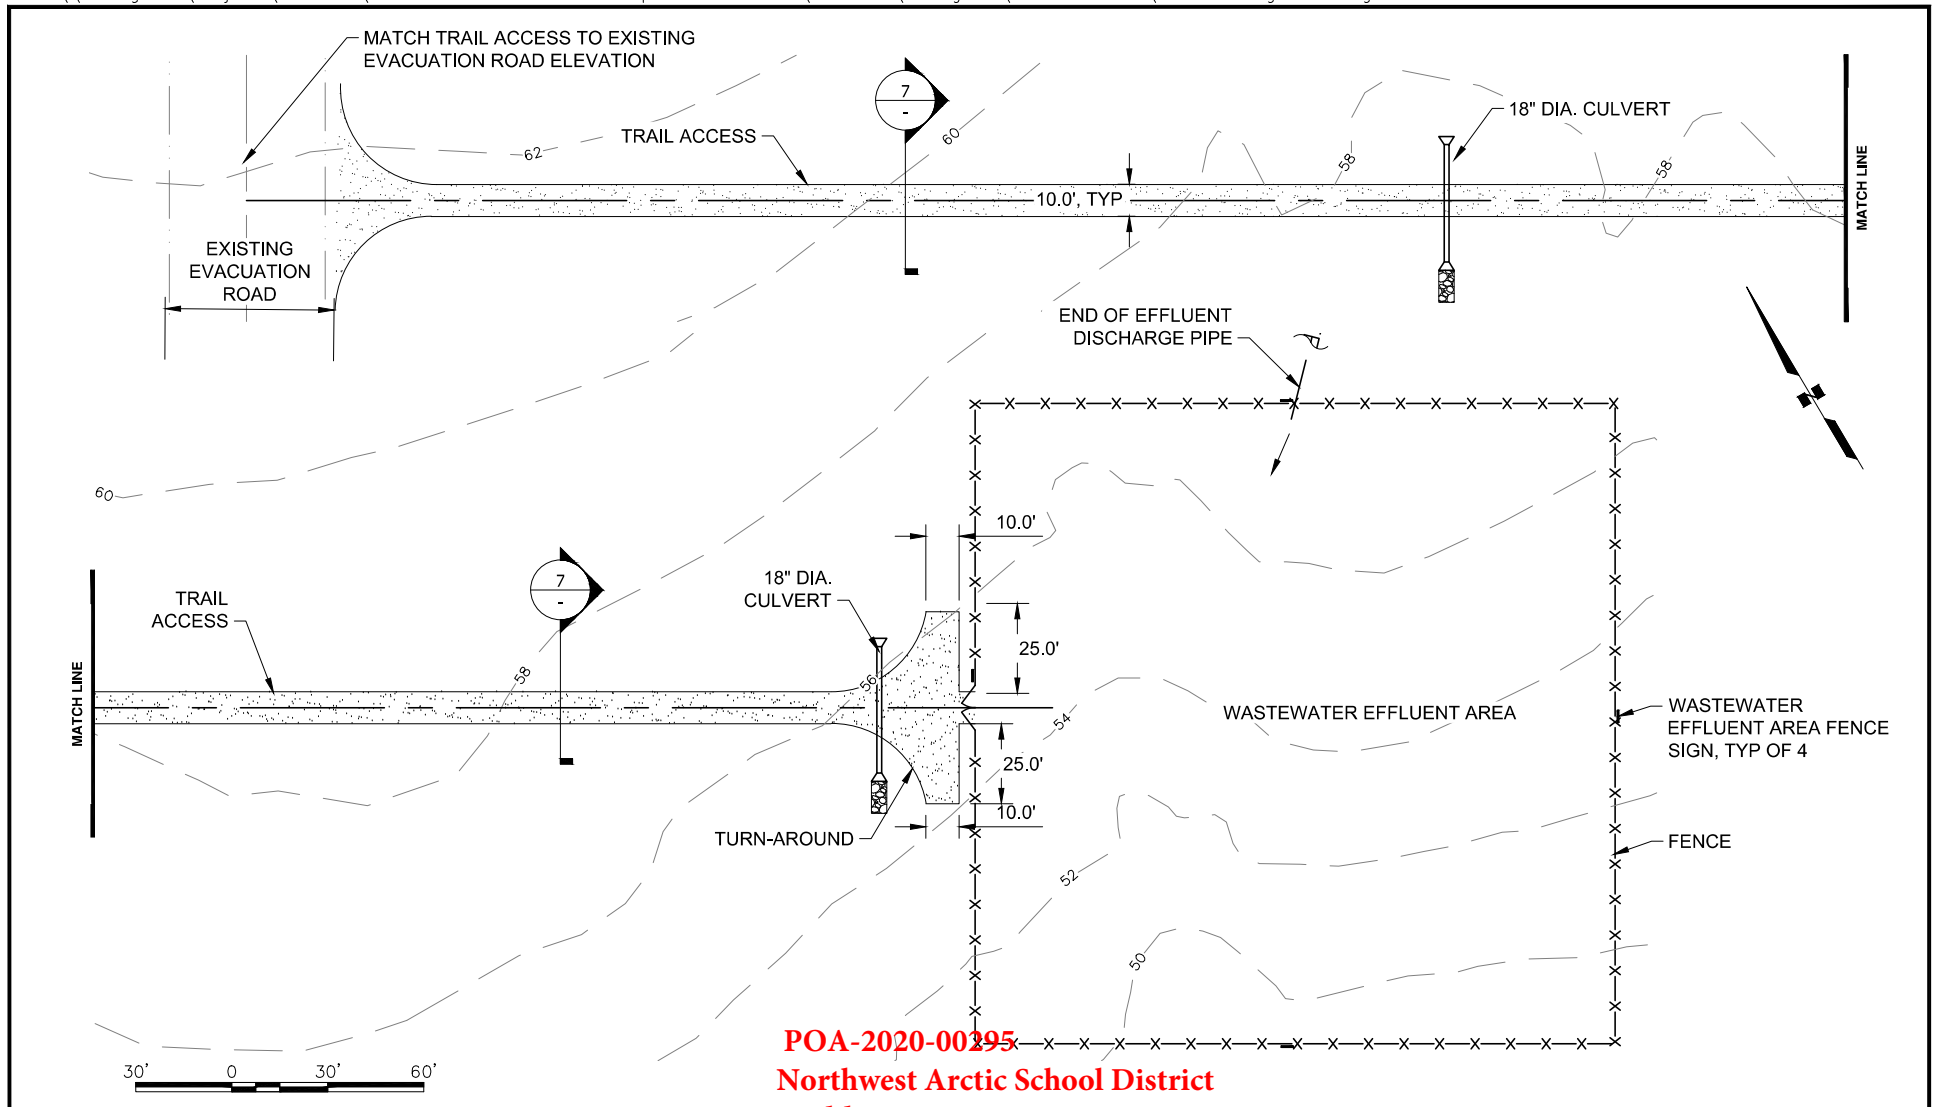 MATCH TRAIL ACCESS TO EXISTING
EVACUATION ROAD ELEVATION
7
-
TRAIL ACCESS
18" DIA. CULVERT
62
60
58
58
10.0', TYP
MATCH LINE
EXISTING
EVACUATION
ROAD
END OF EFFLUENT
DISCHARGE PIPE
N
60
10.0'
7
-
18" DIA.
CULVERT
TRAIL
ACCESS
25.0'
58
56
54
MATCH LINE
WASTEWATER EFFLUENT AREA
WASTEWATER
EFFLUENT AREA FENCE
SIGN, TYP OF 4
25.0'
10.0'
TURN-AROUND
FENCE
52
50
POA-2020-00295
Northwest Arctic School District
30'
0
30'
60'